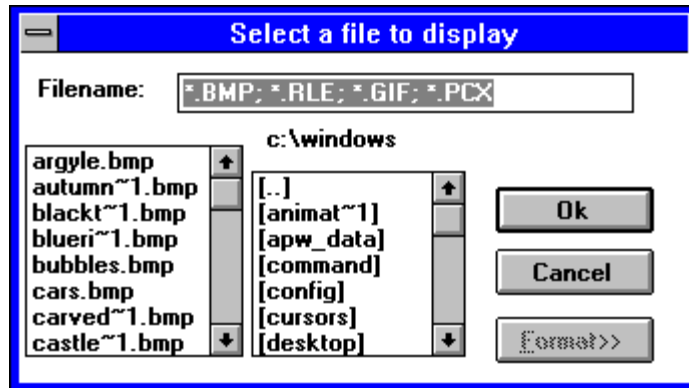 Select a file to display
Filename: *.BMP; *.RLE; *.GIF; *.PCX
c:\windows
argyle.bmp
autumn~1.bmp
blackt~1.bmp
blueri~1.bmp
bubbles.bmp
cars.bmp
carved~1.bmp
castle~1.bmp
[..]
[animat~1]
[apw_data]
[command]
[config]
[cursors]
[desktop]
Ok
Cancel
Format>>